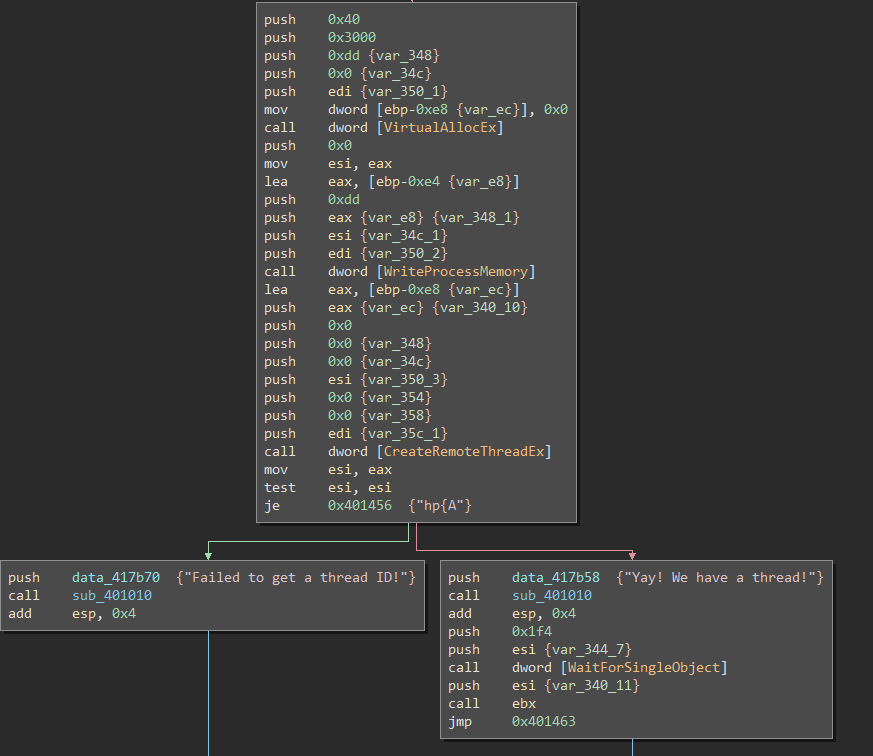 push 0x40
push 0x3000
push 0xdd {var_348}
push 0x0 {var_34c}
push edi {var_350_1}
mov dword [ebp-0xe8 {var_ec}], 0x0
call dword [VirtualAllocEx]
push 0x0
mov esi, eax
lea eax, [ebp-0xe4 {var_e8}]
push 0xdd
push eax {var_e8} {var_348_1}
push esi {var_34c_1}
push edi {var_350_2}
call dword [WriteProcessMemory]
lea eax, [ebp-0xe8 {var_ec}]
push eax {var_ec} {var_340_10}
push 0x0
push 0x0 {var_348}
push 0x0 {var_34c}
push esi {var_350_3}
push 0x0 {var_354}
push 0x0 {var_358}
push edi {var_35c_1}
call dword [CreateRemoteThreadEx]
mov esi, eax
test esi, esi
je 0x401456 {"hp{A"}
push data_417b70 {"Failed to get a thread ID!"}
call sub_401010
add esp, 0x4
push data_417b58 {"Yay! We have a thread!"}
call sub_401010
add esp, 0x4
push 0x1f4
push esi {var_344_7}
call dword [WaitForSingleObject]
push esi {var_340_11}
call ebx
jmp 0x401463